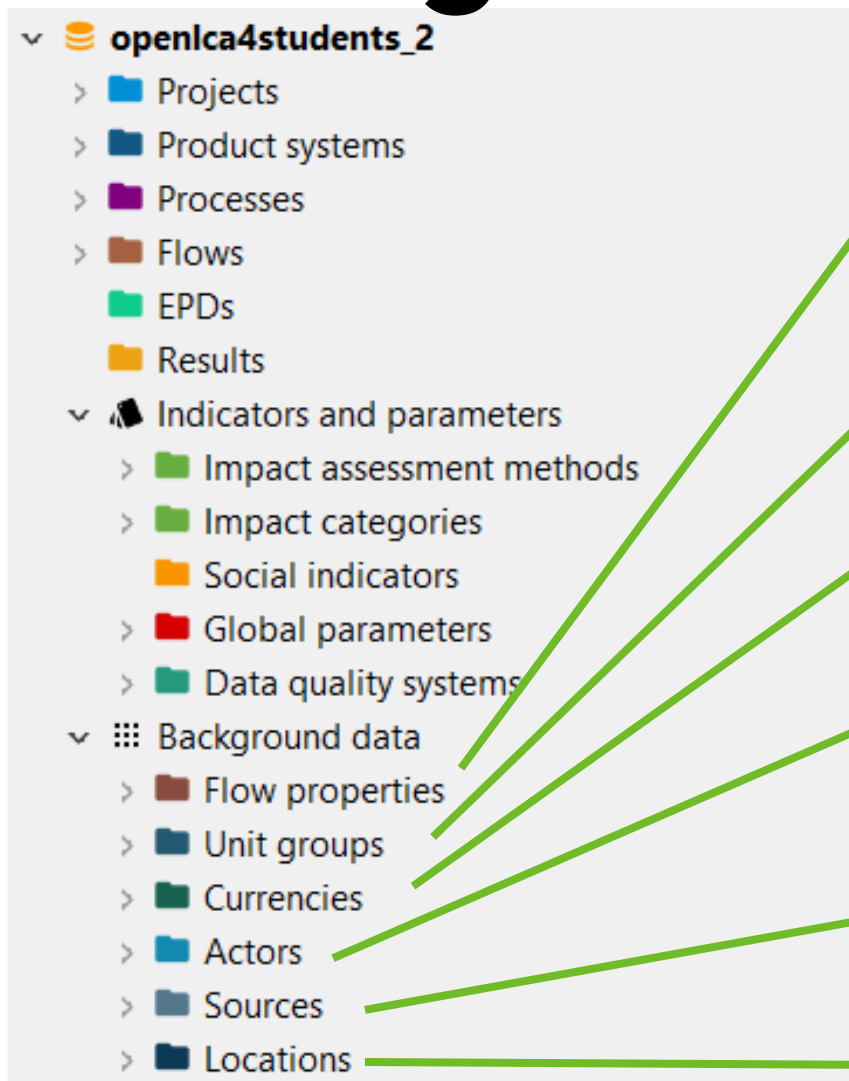 openlca4students_2
Projects
Product systems
Processes
Flows
EPDs
Results
Indicators and parameters
Impact assessment methods
Impact categories
Social indicators
Global parameters
Data quality systems
Background data
Flow properties
Unit groups
Currencies
Actors
Sources
Locations